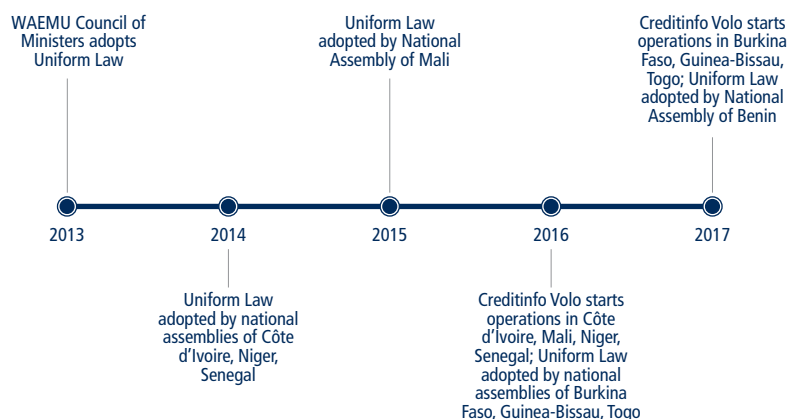 WAEMU Council of
Ministers adopts
Uniform Law
Uniform Law
adopted by National
Assembly of Mali
Creditinfo Volo starts
operations in Burkina
Faso, Guinea-Bissau,
Togo; Uniform Law
adopted by National
Assembly of Benin
2013
2014
2015
2016
2017
Uniform Law
adopted by national
assemblies of Côte
d’Ivoire, Niger,
Senegal
Creditinfo Volo starts
operations in Côte
d’Ivoire, Mali, Niger,
Senegal; Uniform Law
adopted by national
assemblies of Burkina
Faso, Guinea-Bissau, Togo